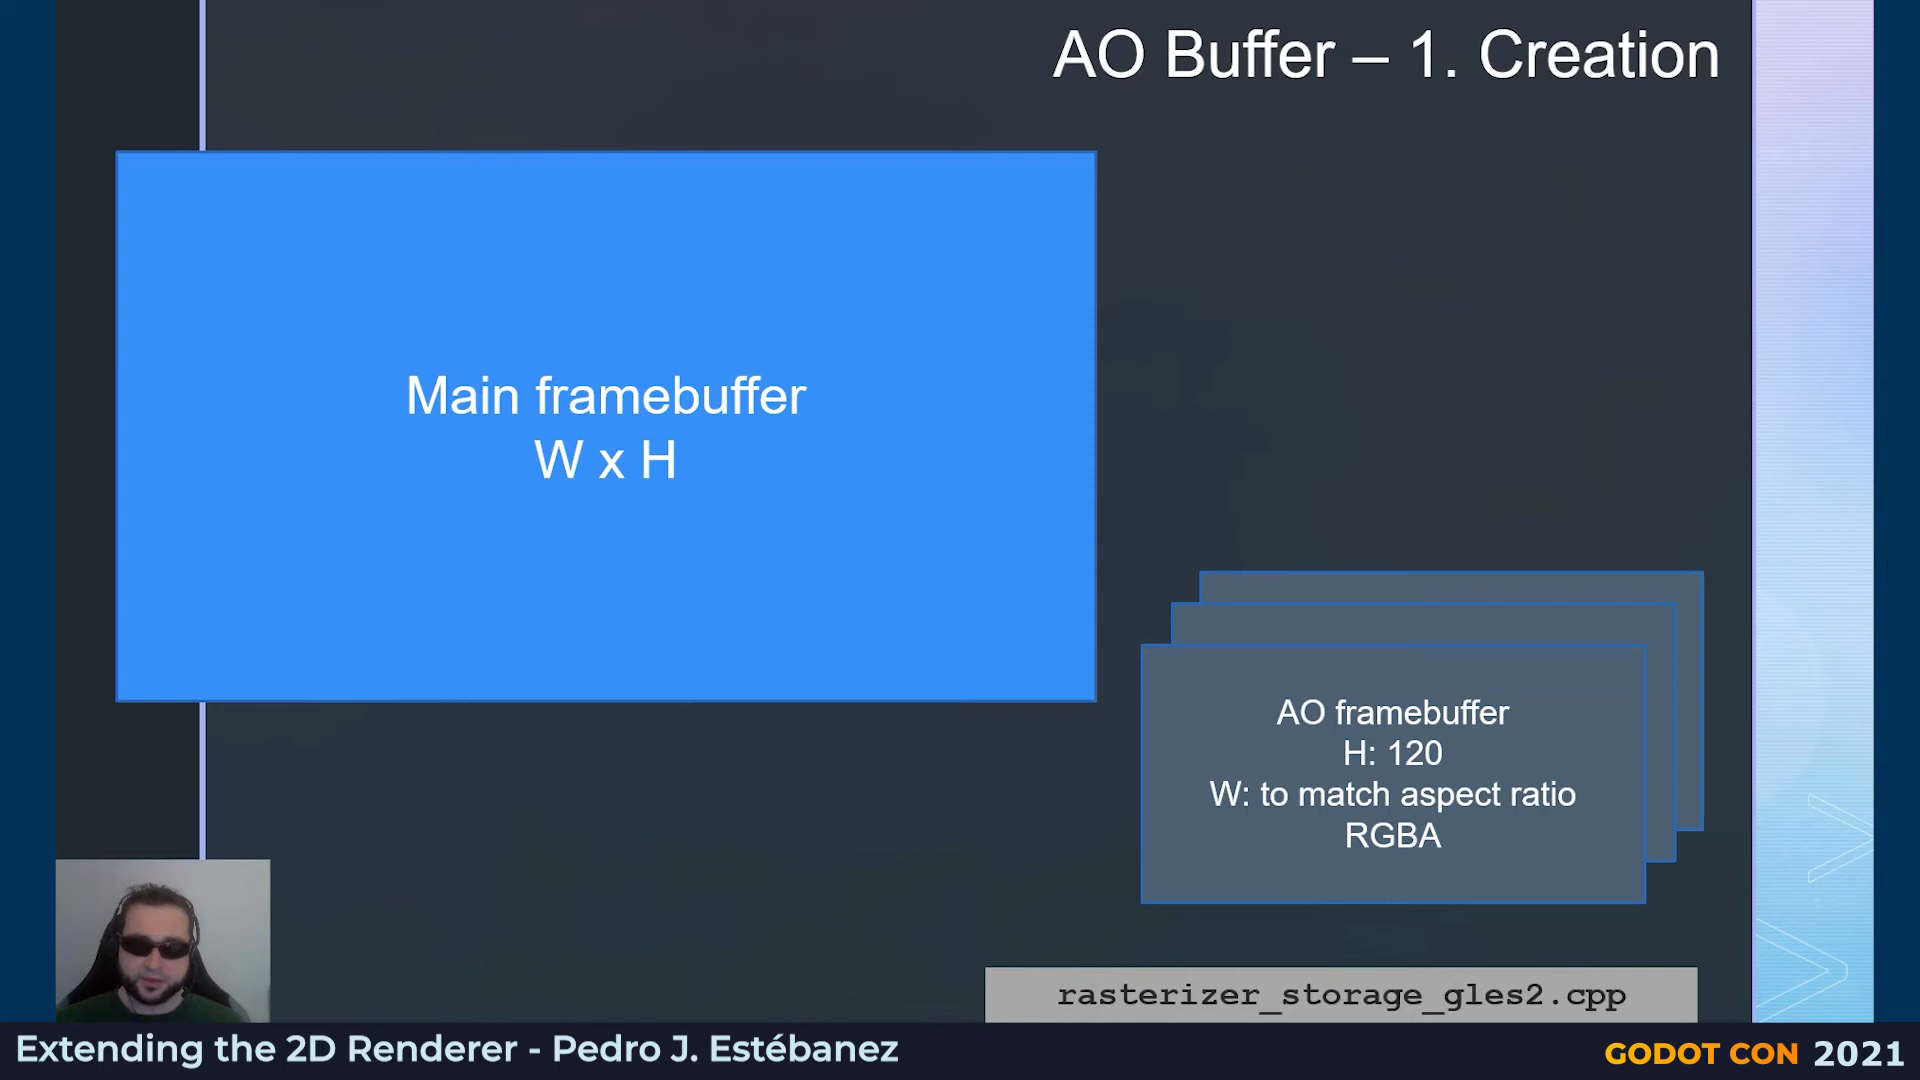 AO Buffer – 1. Creation
Main framebuffer
W x H
AO framebuffer
H: 120
W: to match aspect ratio
RGBA
rasterizer_storage_gles2.cpp
Extending the 2D Renderer - Pedro J. Estébanez
GODOT CON 2021